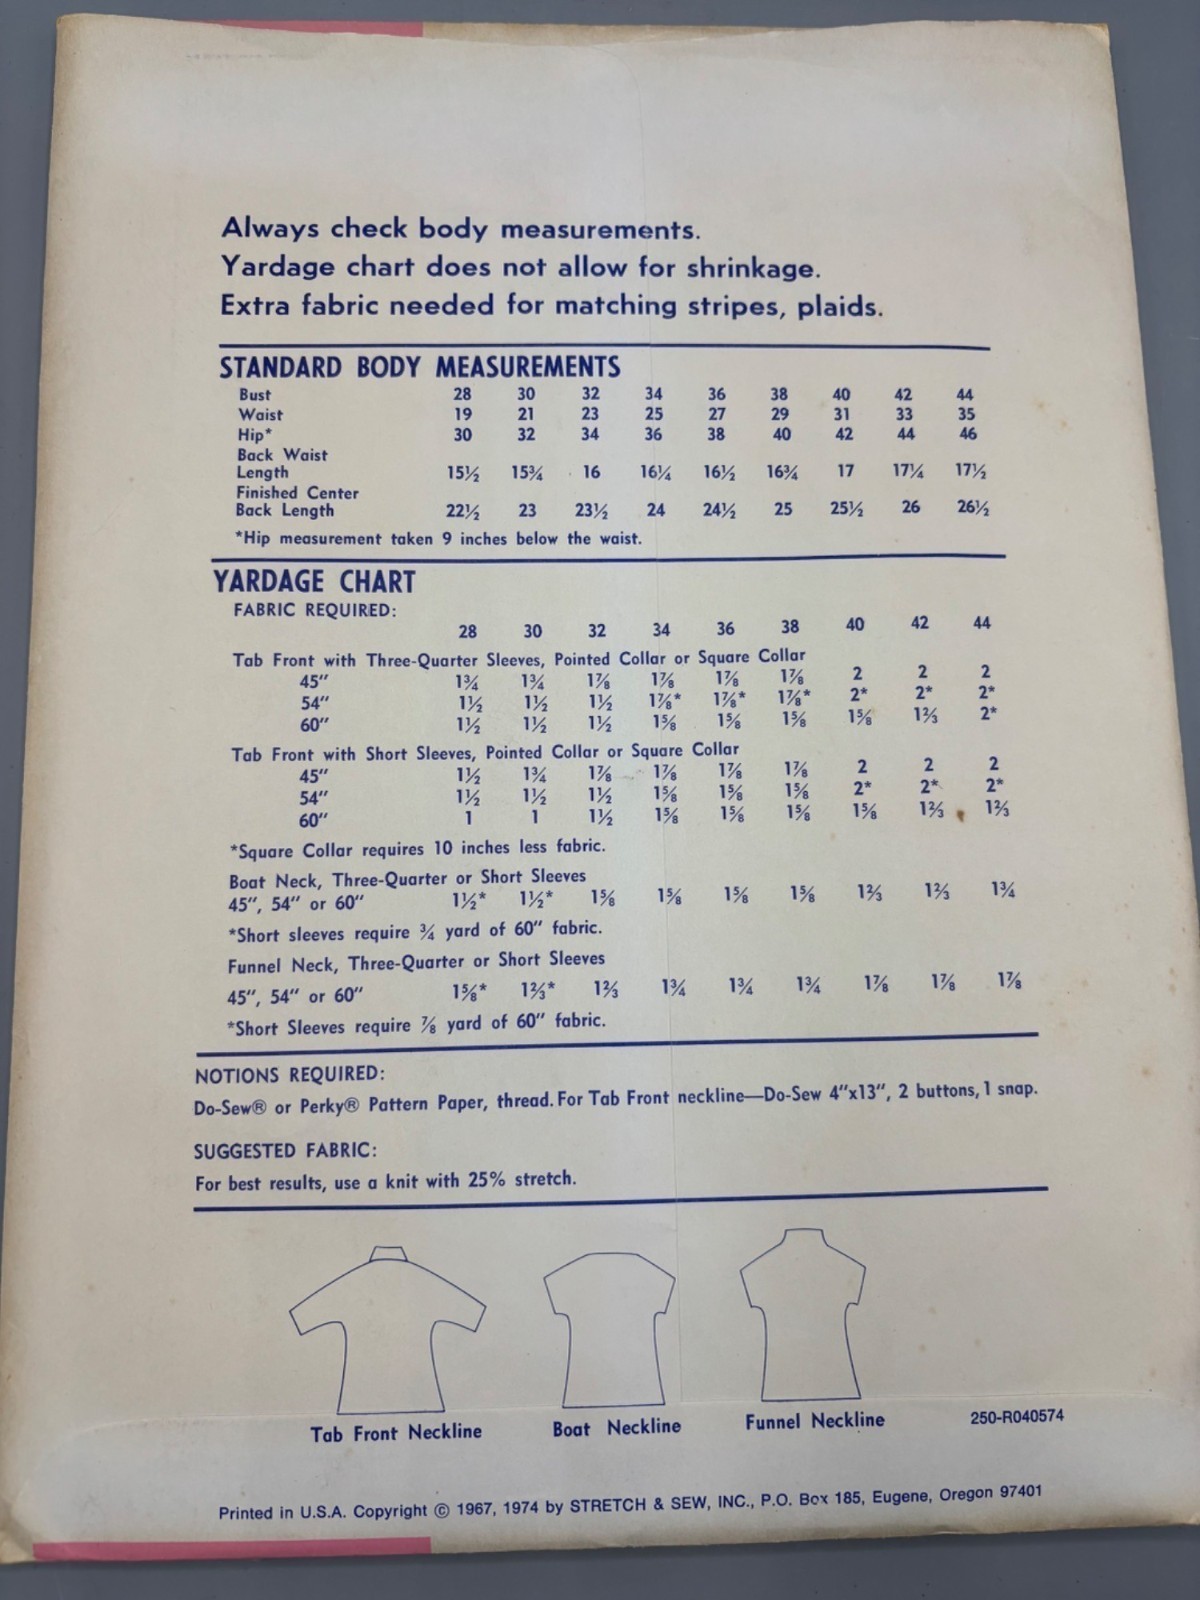 Always check body measurements.
Yardage chart does not allow for shrinkage.
Extra fabric needed for matching stripes, plaids.
STANDARD BODY MEASUREMENTS
Bust 28 30 32 34 36 38 40 42 44
Waist 19 21 23 25 27 29 31 33 35
Hip* 30 32 34 36 38 40 42 44 46
Back Waist
Length 15½ 15¾ 16 16¼ 16½ 16¾ 17 17¼ 17½
Finished Center
Back Length 22½ 23 23½ 24 24½ 25 25½ 26 26½
*Hip measurement taken 9 inches below the waist.
YARDAGE CHART
FABRIC REQUIRED:
28 30 32 34 36 38 40 42 44
Tab Front with Three-Quarter Sleeves, Pointed Collar or Square Collar
45" 1¾ 1¾ 1⅞ 1⅞ 1⅞ 1⅞ 2 2 2
54" 1½ 1½ 1½ 1⅞* 1⅞* 1⅞* 2* 2* 2*
60" 1½ 1½ 1½ 1⅝ 1⅝ 1⅝ 1⅝ 1⅔ 2*
Tab Front with Short Sleeves, Pointed Collar or Square Collar
45" 1½ 1¾ 1⅞ 1⅞ 1⅞ 1⅞ 2 2 2
54" 1½ 1½ 1½ 1⅝ 1⅝ 1⅝ 2* 2* 2*
60" 1 1 1½ 1⅝ 1⅝ 1⅝ 1⅝ 1⅔ 1⅔
*Square Collar requires 10 inches less fabric.
Boat Neck, Three-Quarter or Short Sleeves
45", 54" or 60" 1½* 1½* 1⅝ 1⅝ 1⅝ 1⅝ 1⅔ 1⅔ 1¾
*Short sleeves require ¾ yard of 60" fabric.
Funnel Neck, Three-Quarter or Short Sleeves
45", 54" or 60" 1⅝* 1⅔* 1⅔ 1¾ 1¾ 1¾ 1⅞ 1⅞ 1⅞
*Short Sleeves require ⅞ yard of 60" fabric.
NOTIONS REQUIRED:
Do-Sew® or Perky® Pattern Paper, thread. For Tab Front neckline—Do-Sew 4"x13", 2 buttons, 1 snap.
SUGGESTED FABRIC:
For best results, use a knit with 25% stretch.
Tab Front Neckline Boat Neckline Funnel Neckline 250-R040574
Printed in U.S.A. Copyright © 1967, 1974 by STRETCH & SEW, INC., P.O. Box 185, Eugene, Oregon 97401